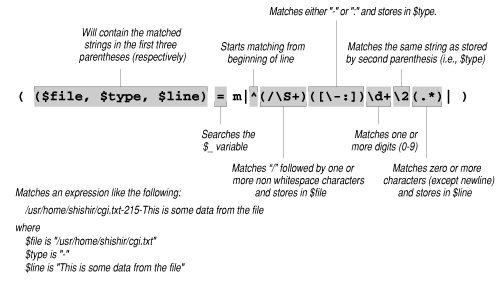 Matches either "-" or ":" and stores in $type.
Will contain the matched
strings in the first three
parentheses (respectively)
Starts matching from
beginning of line
Matches the same string as stored
by second parenthesis (i.e., $type)
( ($file, $type, $line) = m|^(/\S+)([\-:])\d+\2(.*)| )
Searches the
$_ variable
Matches one or
more digits (0-9)
Matches "/" followed by one or
more non whitespace characters
and stores in $file
Matches zero or more
characters (except newline)
and stores in $line
Matches an expression like the following:
/usr/home/shishir/cgi.txt-215-This is some data from the file
where
$file is "/usr/home/shishir/cgi.txt"
$type is "-"
$line is "This is some data from the file"